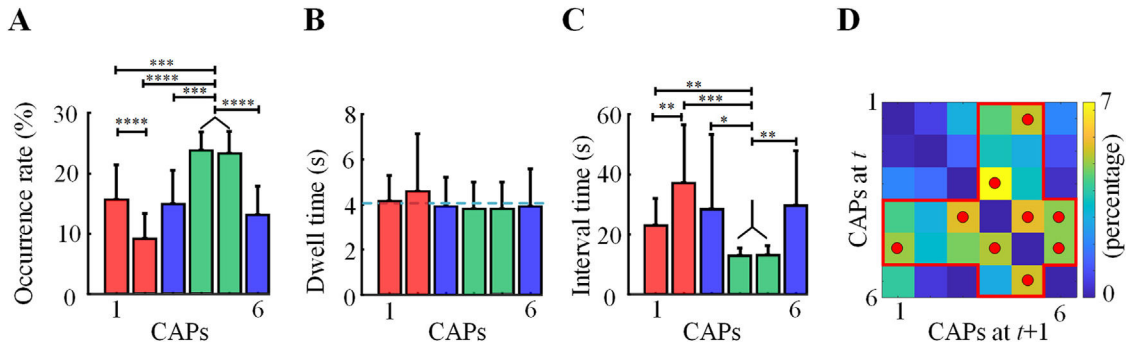 A
B
C
D
***
****
***
****
****
30
20
10
0
Occurrence rate (%)
1
6
CAPs
8
6
4
2
0
Dwell time (s)
1
6
CAPs
**
**
***
*
**
60
40
20
0
Interval time (s)
1
6
CAPs
1
6
CAPs at t
1
6
CAPs at t+1
7
0
(percentage)